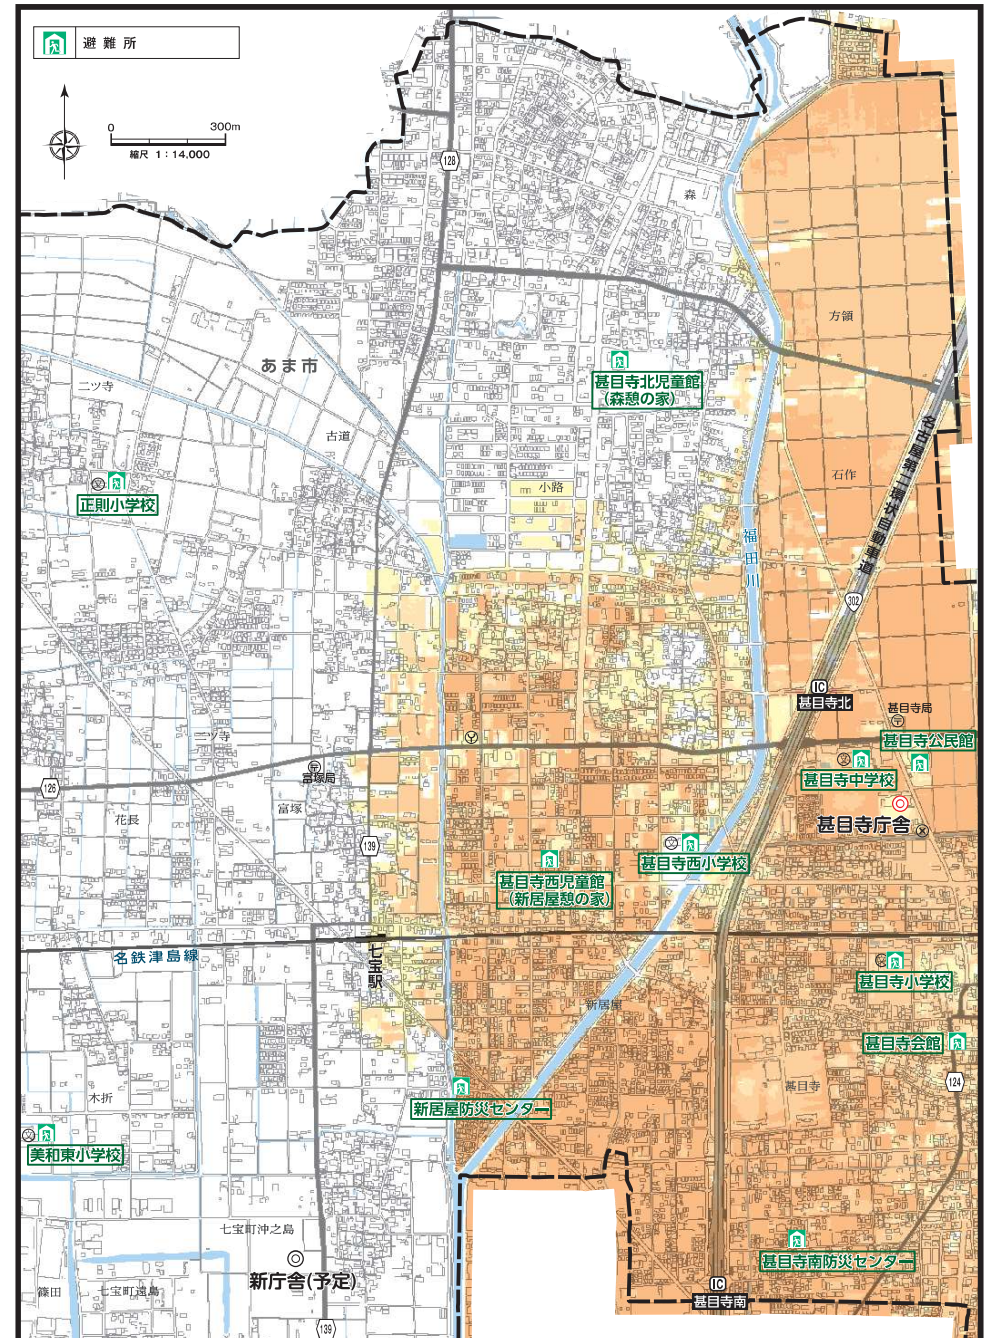 避難所
0 300m
縮尺 1：14,000
128
森
方領
あま市
甚目寺北児童館
（森憩の家）
二ツ寺
古道
名古屋第二環状自動車道
石作
小路
正則小学校
福田川
302
IC
甚目寺北
甚目寺局
二ツ寺
甚目寺公民館
富塚局
甚目寺中学校
126
富塚
花長
甚目寺庁舎
139
甚目寺西小学校
甚目寺西児童館
（新居屋憩の家）
名鉄津島線
七宝駅
甚目寺小学校
新居屋
甚目寺会館
124
甚目寺
木折
新居屋防災センター
美和東小学校
七宝町沖之島
甚目寺南防災センター
新庁舎(予定)
篠田
七宝町遠島
IC
甚目寺南
139